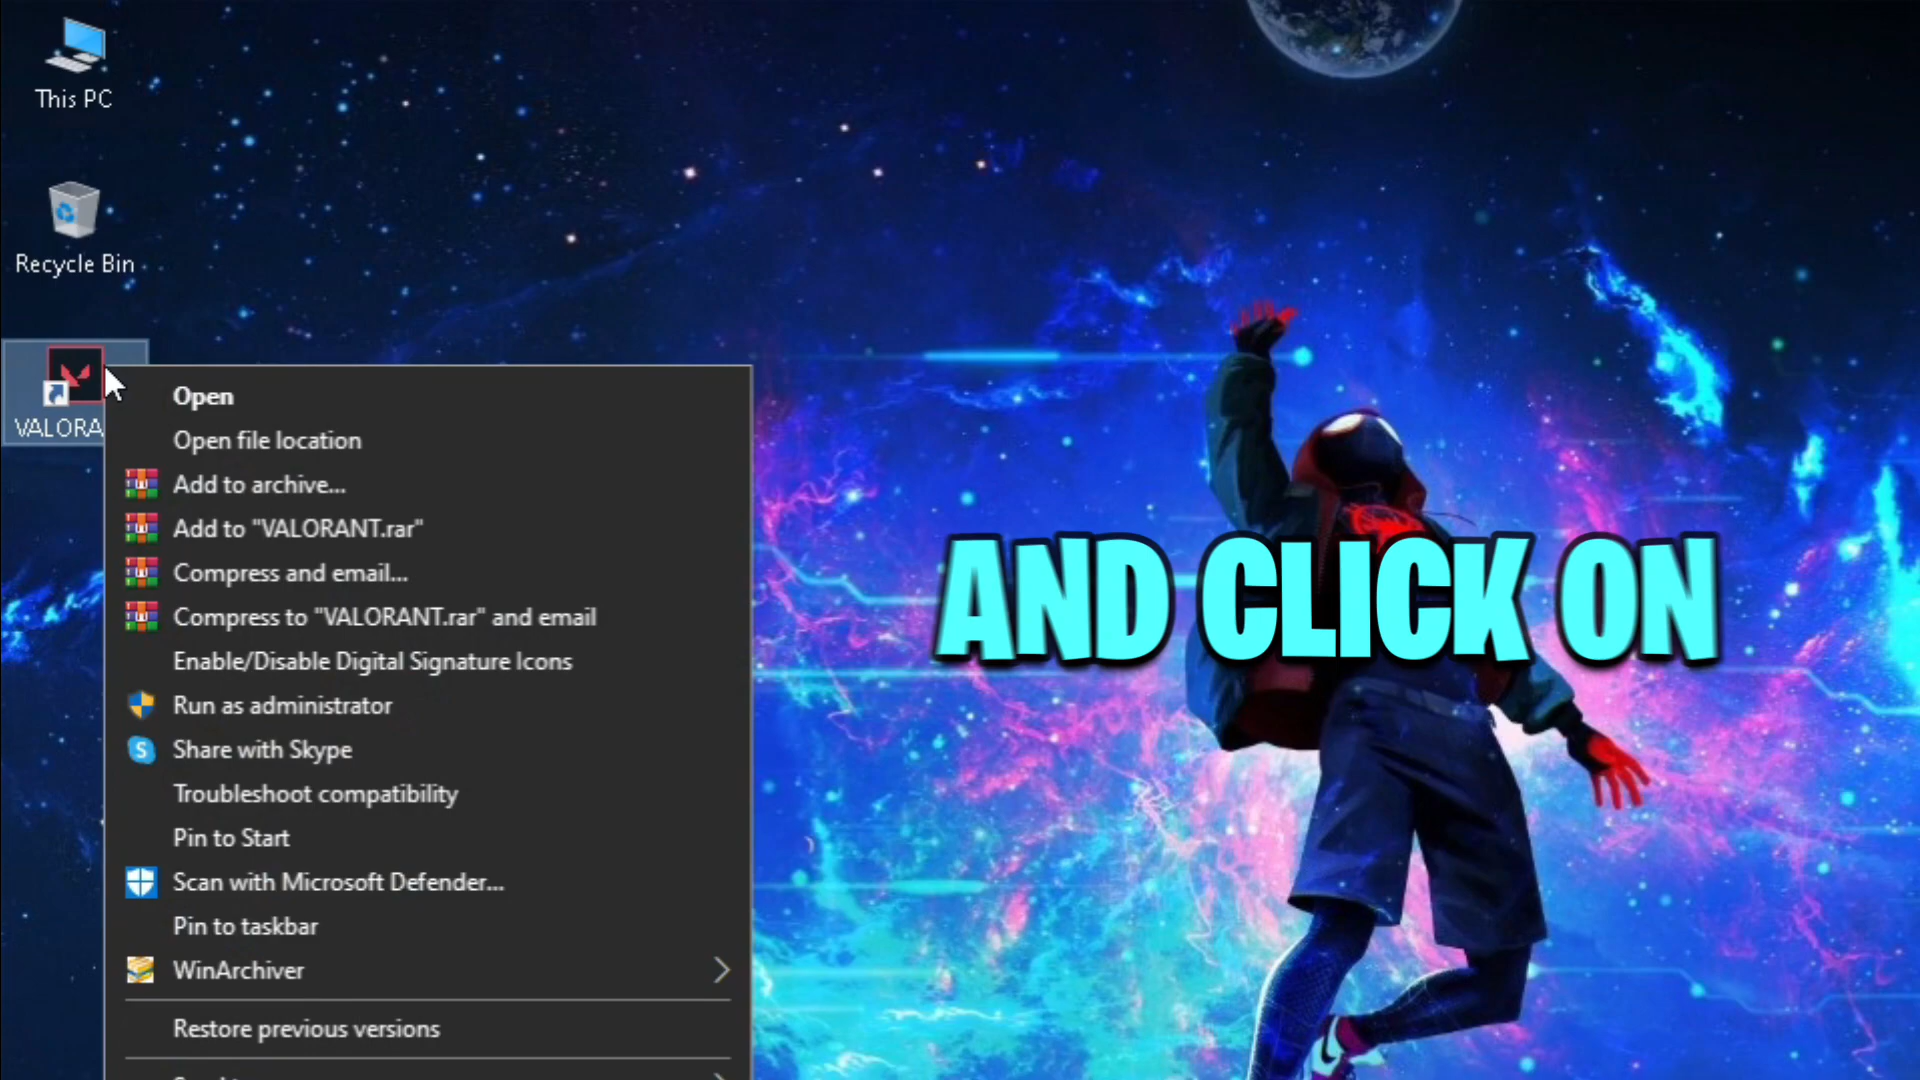 This PC
Recycle Bin
VALORA
Open
Open file location
Add to archive...
Add to "VALORANT.rar"
Compress and email...
Compress to "VALORANT.rar" and email
Enable/Disable Digital Signature Icons
Run as administrator
Share with Skype
Troubleshoot compatibility
Pin to Start
Scan with Microsoft Defender...
Pin to taskbar
WinArchiver
Restore previous versions
AND CLICK ON